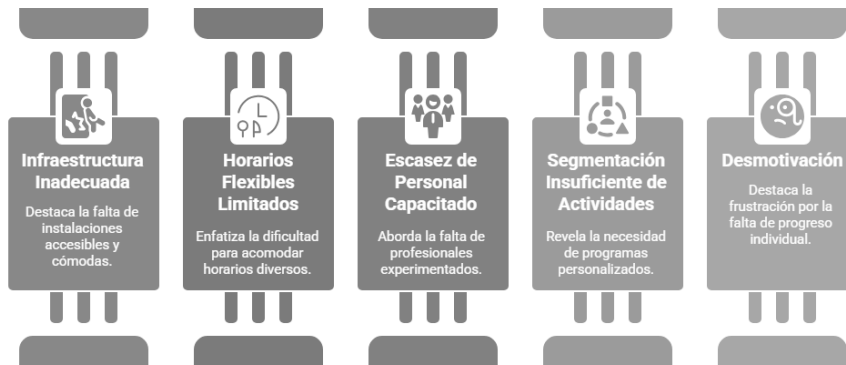 Infraestructura
Inadecuada
Destaca la falta de
instalaciones
accesibles y
cómodas.
Horarios
Flexibles
Limitados
Enfatiza la dificultad
para acomodar
horarios diversos.
Escasez de
Personal
Capacitado
Aborda la falta de
profesionales
experimentados.
Segmentación
Insuficiente de
Actividades
Revela la necesidad
de programas
personalizados.
Desmotivación
Destaca la
frustración por la
falta de progreso
individual.